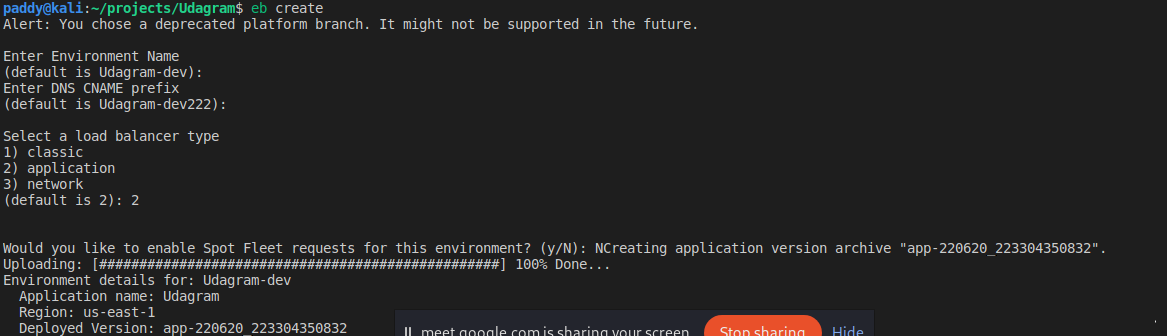 paddy@kali:~/projects/Udagram$ eb create
Alert: You chose a deprecated platform branch. It might not be supported in the future.
Enter Environment Name
(default is Udagram-dev):
Enter DNS CNAME prefix
(default is Udagram-dev222):
Select a load balancer type
1) classic
2) application
3) network
(default is 2): 2
Would you like to enable Spot Fleet requests for this environment? (y/N): NCreating application version archive "app-220620_223304350832".
Uploading: [##################################################] 100% Done...
Environment details for: Udagram-dev
Application name: Udagram
Region: us-east-1
Deployed Version: app-220620_223304350832
meet.google.com is sharing your screen. Stop sharing Hide